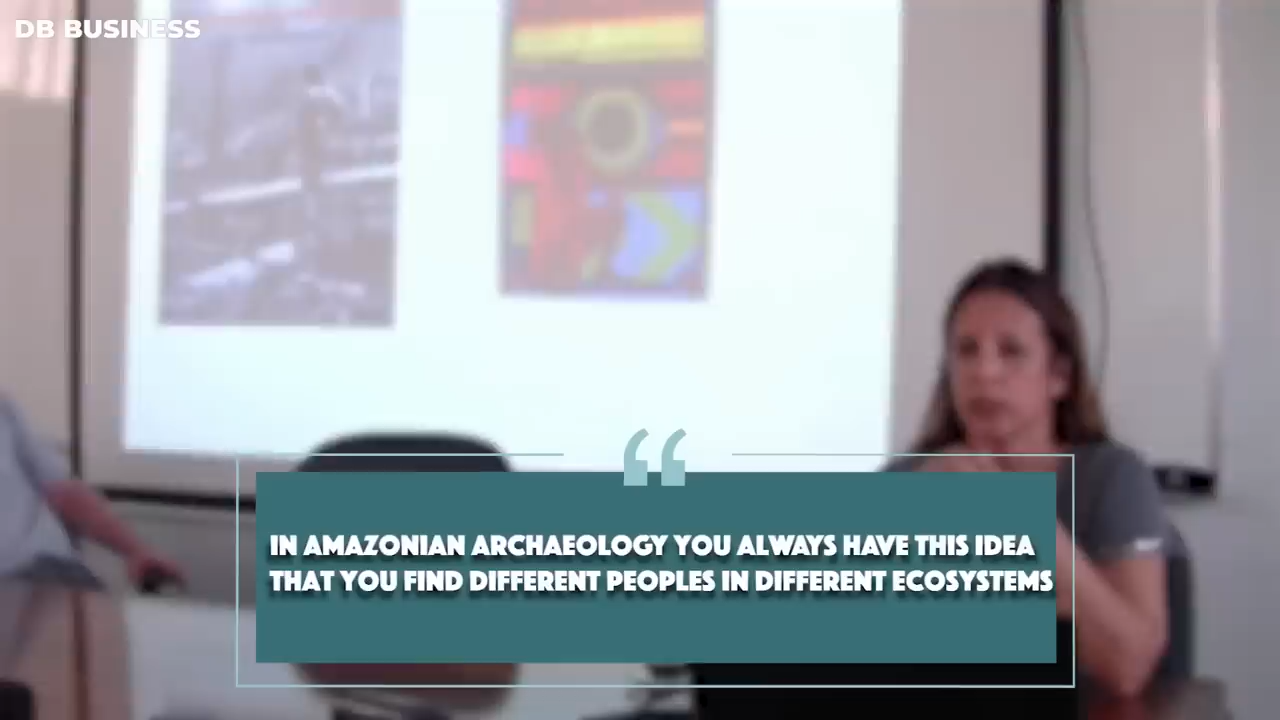 DB BUSINESS
“
IN AMAZONIAN ARCHAEOLOGY YOU ALWAYS HAVE THIS IDEA
THAT YOU FIND DIFFERENT PEOPLES IN DIFFERENT ECOSYSTEMS